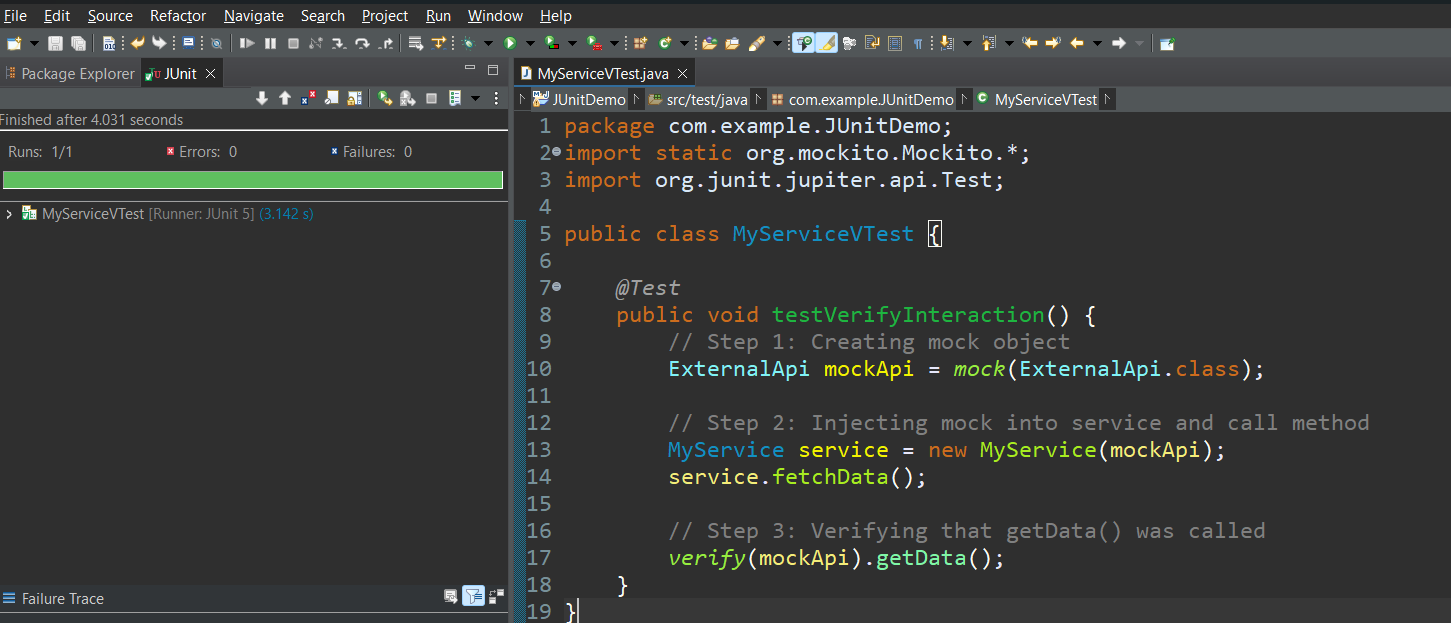 File Edit Source Refactor Navigate Search Project Run Window Help
Package Explorer JUnit
Finished after 4.031 seconds
Runs: 1/1 Errors: 0 Failures: 0
MyServiceVTest [Runner: JUnit 5] (3.142 s)
Failure Trace
MyServiceVTest.java
JUnitDemo src/test/java com.example.JUnitDemo MyServiceVTest
1 package com.example.JUnitDemo;
2 import static org.mockito.Mockito.*;
3 import org.junit.jupiter.api.Test;
4
5 public class MyServiceVTest {
6
7 @Test
8 public void testVerifyInteraction() {
9 // Step 1: Creating mock object
10 ExternalApi mockApi = mock(ExternalApi.class);
11
12 // Step 2: Injecting mock into service and call method
13 MyService service = new MyService(mockApi);
14 service.fetchData();
15
16 // Step 3: Verifying that getData() was called
17 verify(mockApi).getData();
18 }
19 }